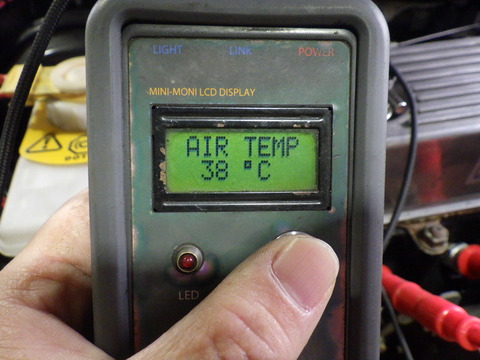 LIGHT LINK POWER
MINI-MONI LCD DISPLAY
AIR TEMP
38 °C
LED